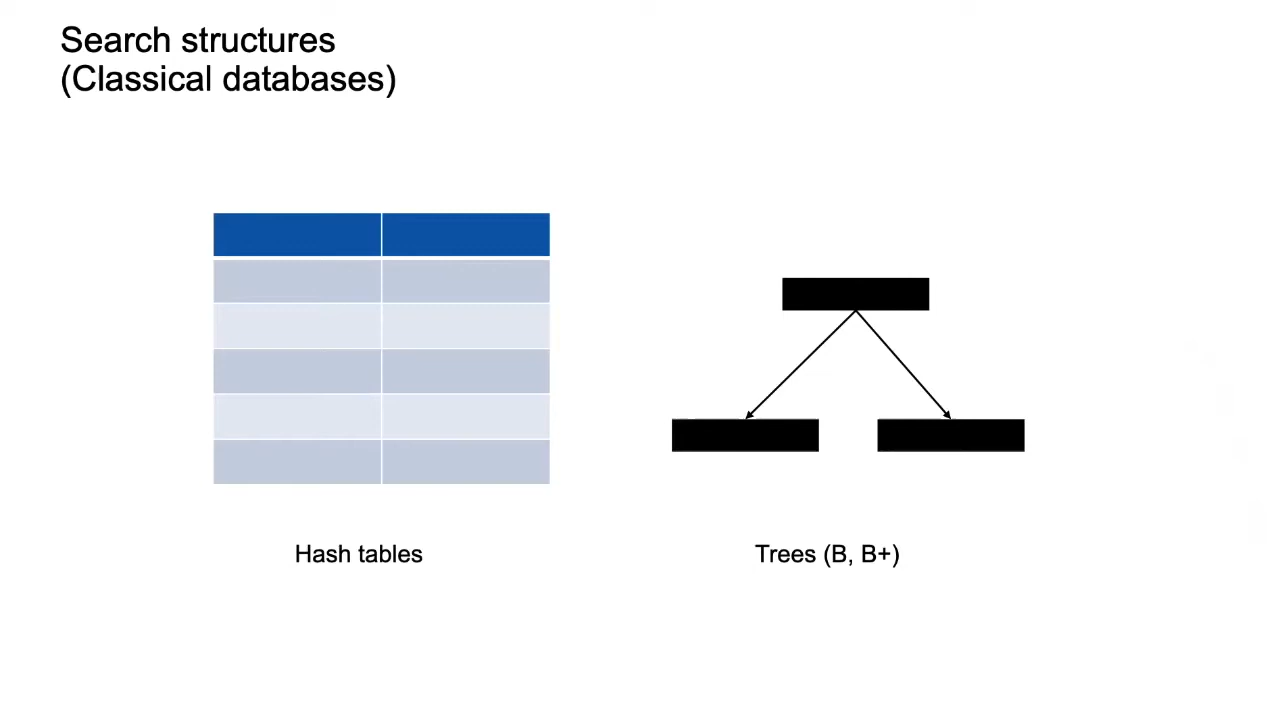 Search structures
(Classical databases)
Hash tables
Trees (B, B+)